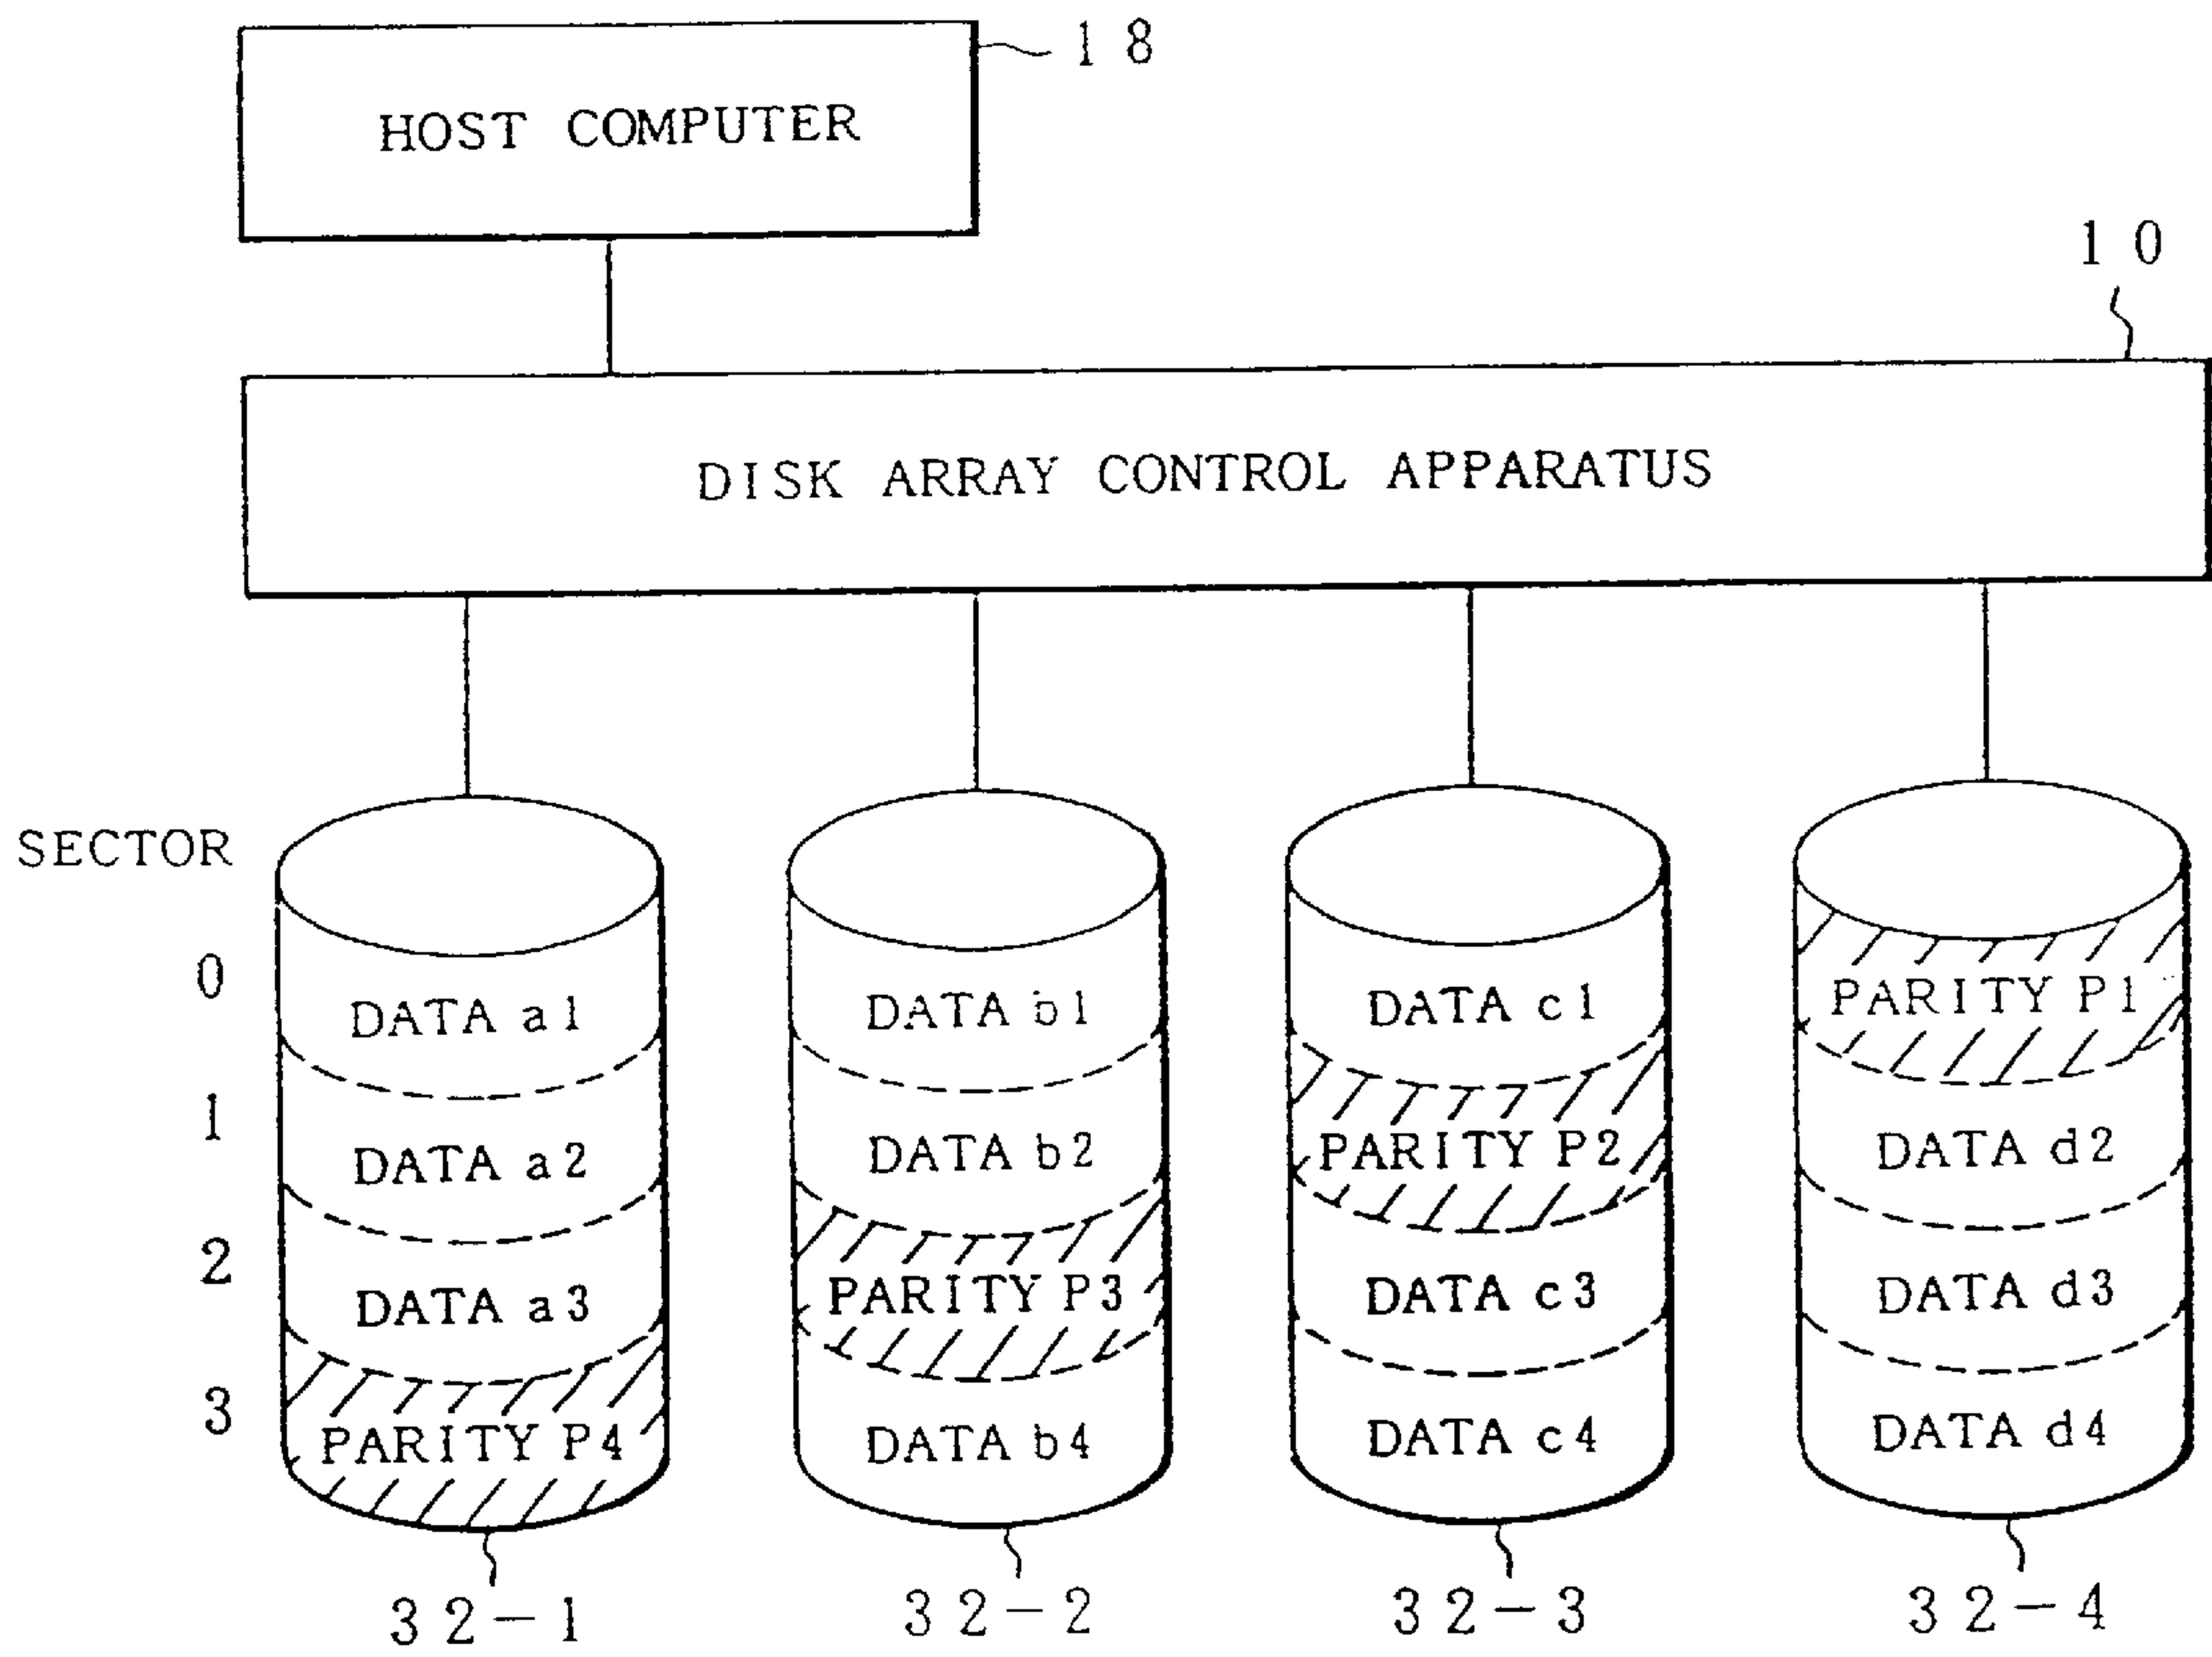 18
HOST COMPUTER
10
DISK ARRAY CONTROL APPARATUS
SECTOR
0
DATA a1
DATA b1
DATA c1
PARITY P1
1
DATA a2
DATA b2
PARITY P2
DATA d2
2
DATA a3
PARITY P3
DATA c3
DATA d3
3
PARITY P4
DATA b4
DATA c4
DATA d4
32-1
32-2
32-3
32-4